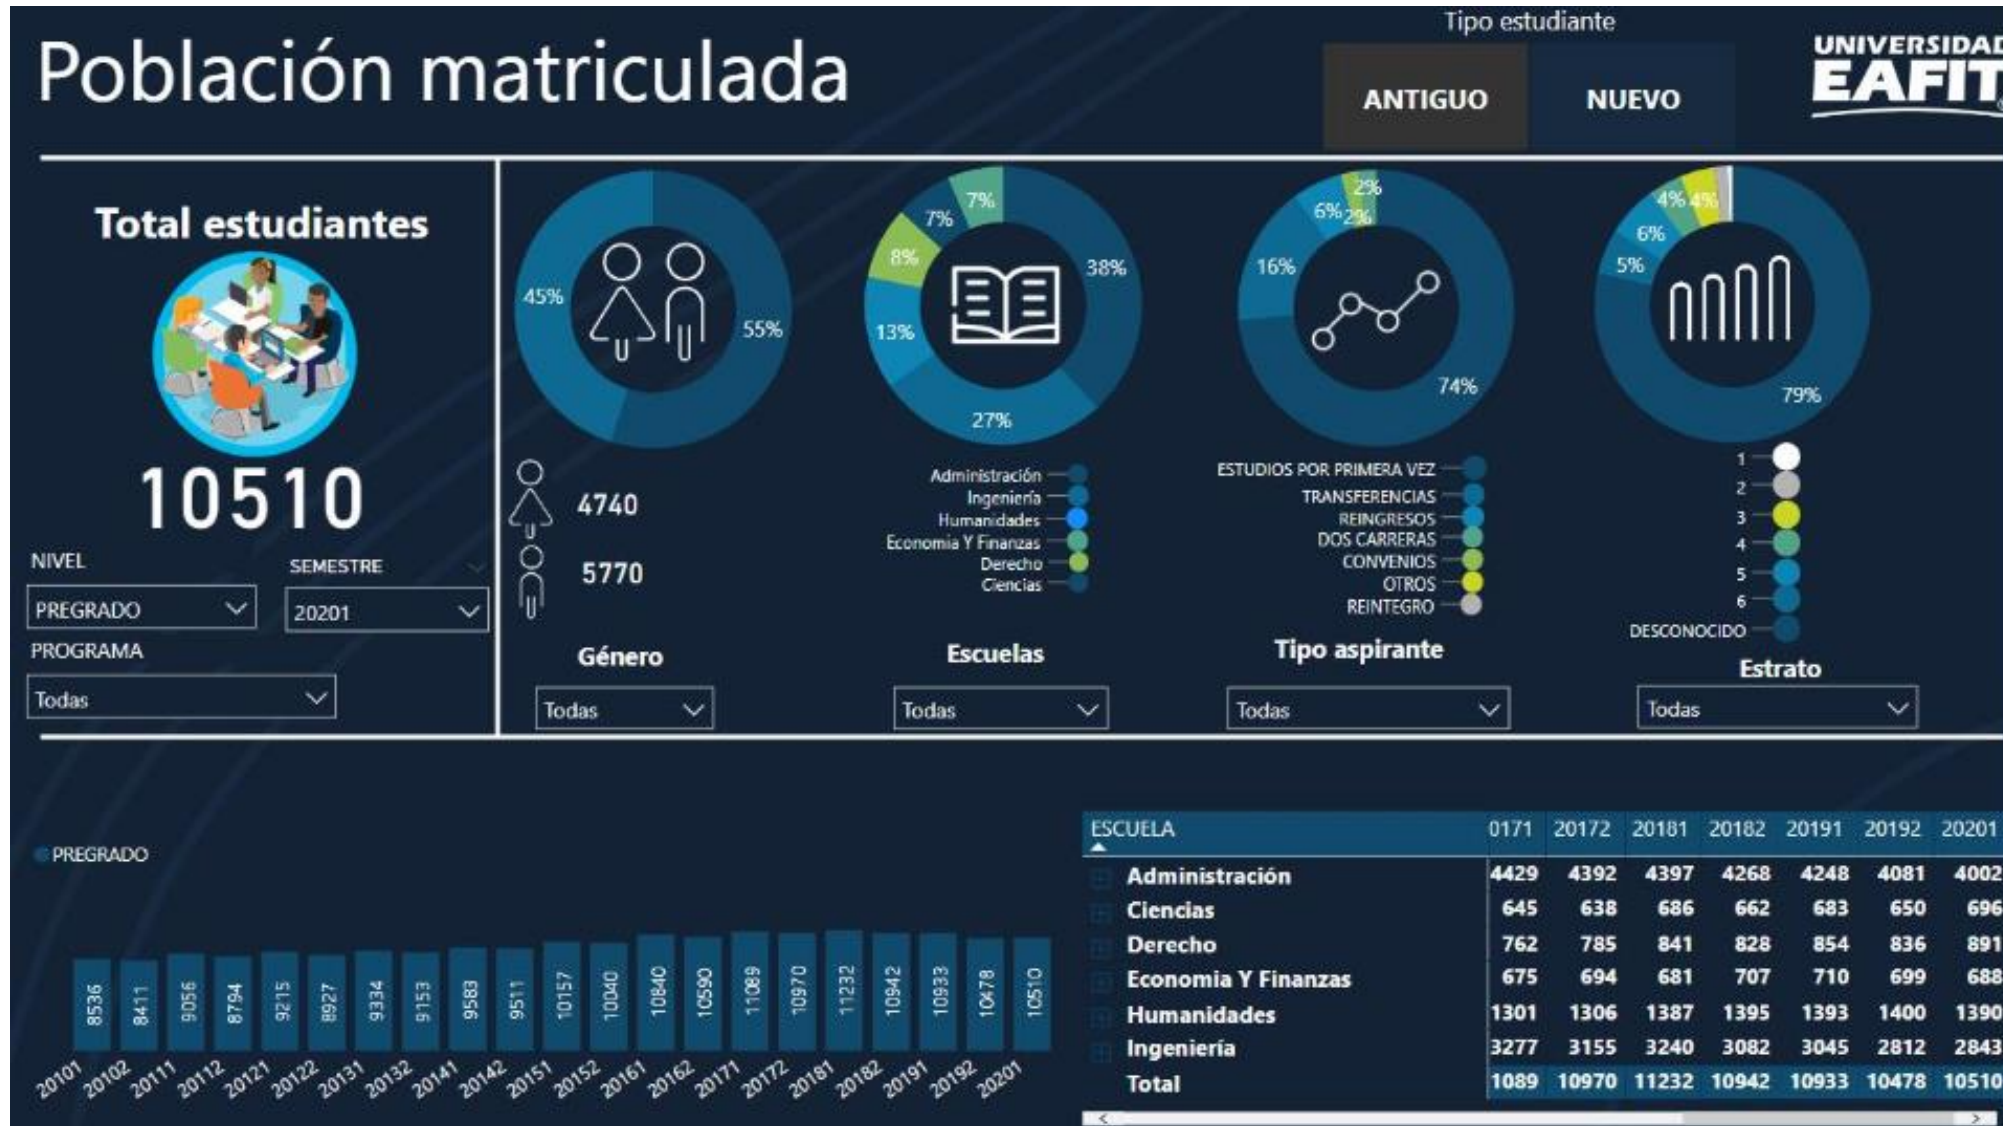 Población matriculada
Tipo estudiante
ANTIGUO
NUEVO
UNIVERSIDAD
EAFIT
Total estudiantes
10510
NIVEL
SEMESTRE
PREGRADO
20201
PROGRAMA
Todas
45%
55%
4740
5770
Género
Todas
7%
7%
8%
38%
13%
27%
Administración
Ingeniería
Humanidades
Economia Y Finanzas
Derecho
Ciencias
Escuelas
Todas
2%
6%
2%
16%
74%
ESTUDIOS POR PRIMERA VEZ
TRANSFERENCIAS
REINGRESOS
DOS CARRERAS
CONVENIOS
OTROS
REINTEGRO
Tipo aspirante
Todas
4%
4%
6%
5%
79%
1
2
3
4
5
6
DESCONOCIDO
Estrato
Todas
PREGRADO
8536 8411 9056 8794 9215 8927 9334 9153 9583 9511 10157 10040 10840 10590 11089 10970 11232 10942 10933 10478 10510
20101 20102 20111 20112 20121 20122 20131 20132 20141 20142 20151 20152 20161 20162 20171 20172 20181 20182 20191 20192 20201
ESCUELA 0171 20172 20181 20182 20191 20192 20201
Administración 4429 4392 4397 4268 4248 4081 4002
Ciencias 645 638 686 662 683 650 696
Derecho 762 785 841 828 854 836 891
Economia Y Finanzas 675 694 681 707 710 699 688
Humanidades 1301 1306 1387 1395 1393 1400 1390
Ingeniería 3277 3155 3240 3082 3045 2812 2843
Total 1089 10970 11232 10942 10933 10478 10510